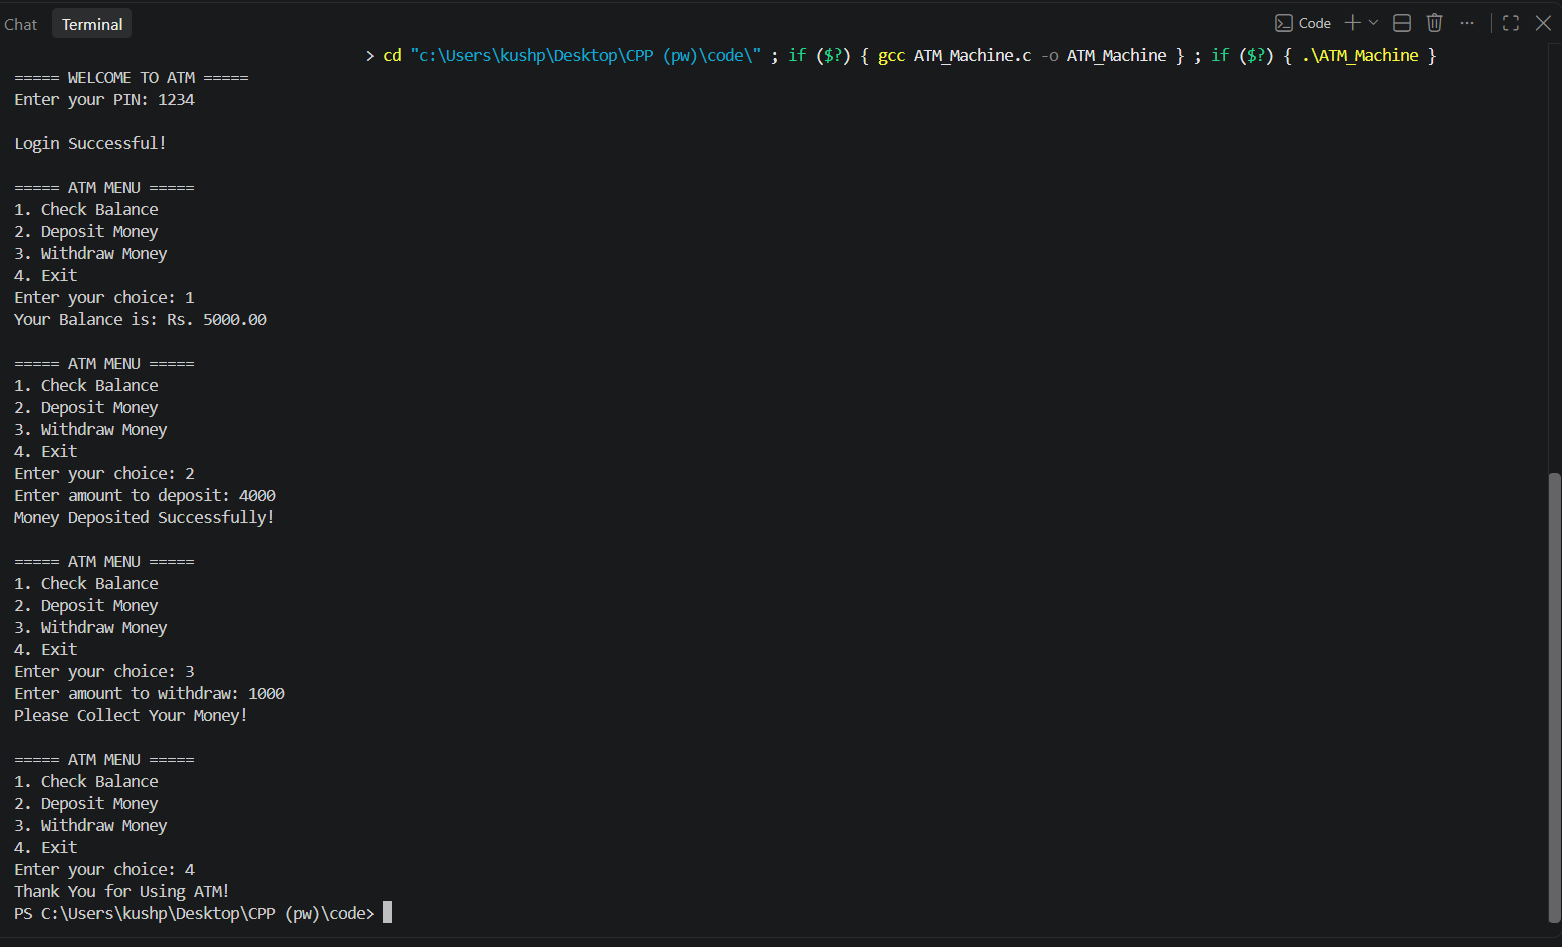 Chat Terminal Code
> cd "c:\Users\kushp\Desktop\CPP (pw)\code\" ; if ($?) { gcc ATM_Machine.c -o ATM_Machine } ; if ($?) { .\ATM_Machine }
===== WELCOME TO ATM =====
Enter your PIN: 1234
Login Successful!
===== ATM MENU =====
1. Check Balance
2. Deposit Money
3. Withdraw Money
4. Exit
Enter your choice: 1
Your Balance is: Rs. 5000.00
===== ATM MENU =====
1. Check Balance
2. Deposit Money
3. Withdraw Money
4. Exit
Enter your choice: 2
Enter amount to deposit: 4000
Money Deposited Successfully!
===== ATM MENU =====
1. Check Balance
2. Deposit Money
3. Withdraw Money
4. Exit
Enter your choice: 3
Enter amount to withdraw: 1000
Please Collect Your Money!
===== ATM MENU =====
1. Check Balance
2. Deposit Money
3. Withdraw Money
4. Exit
Enter your choice: 4
Thank You for Using ATM!
PS C:\Users\kushp\Desktop\CPP (pw)\code>